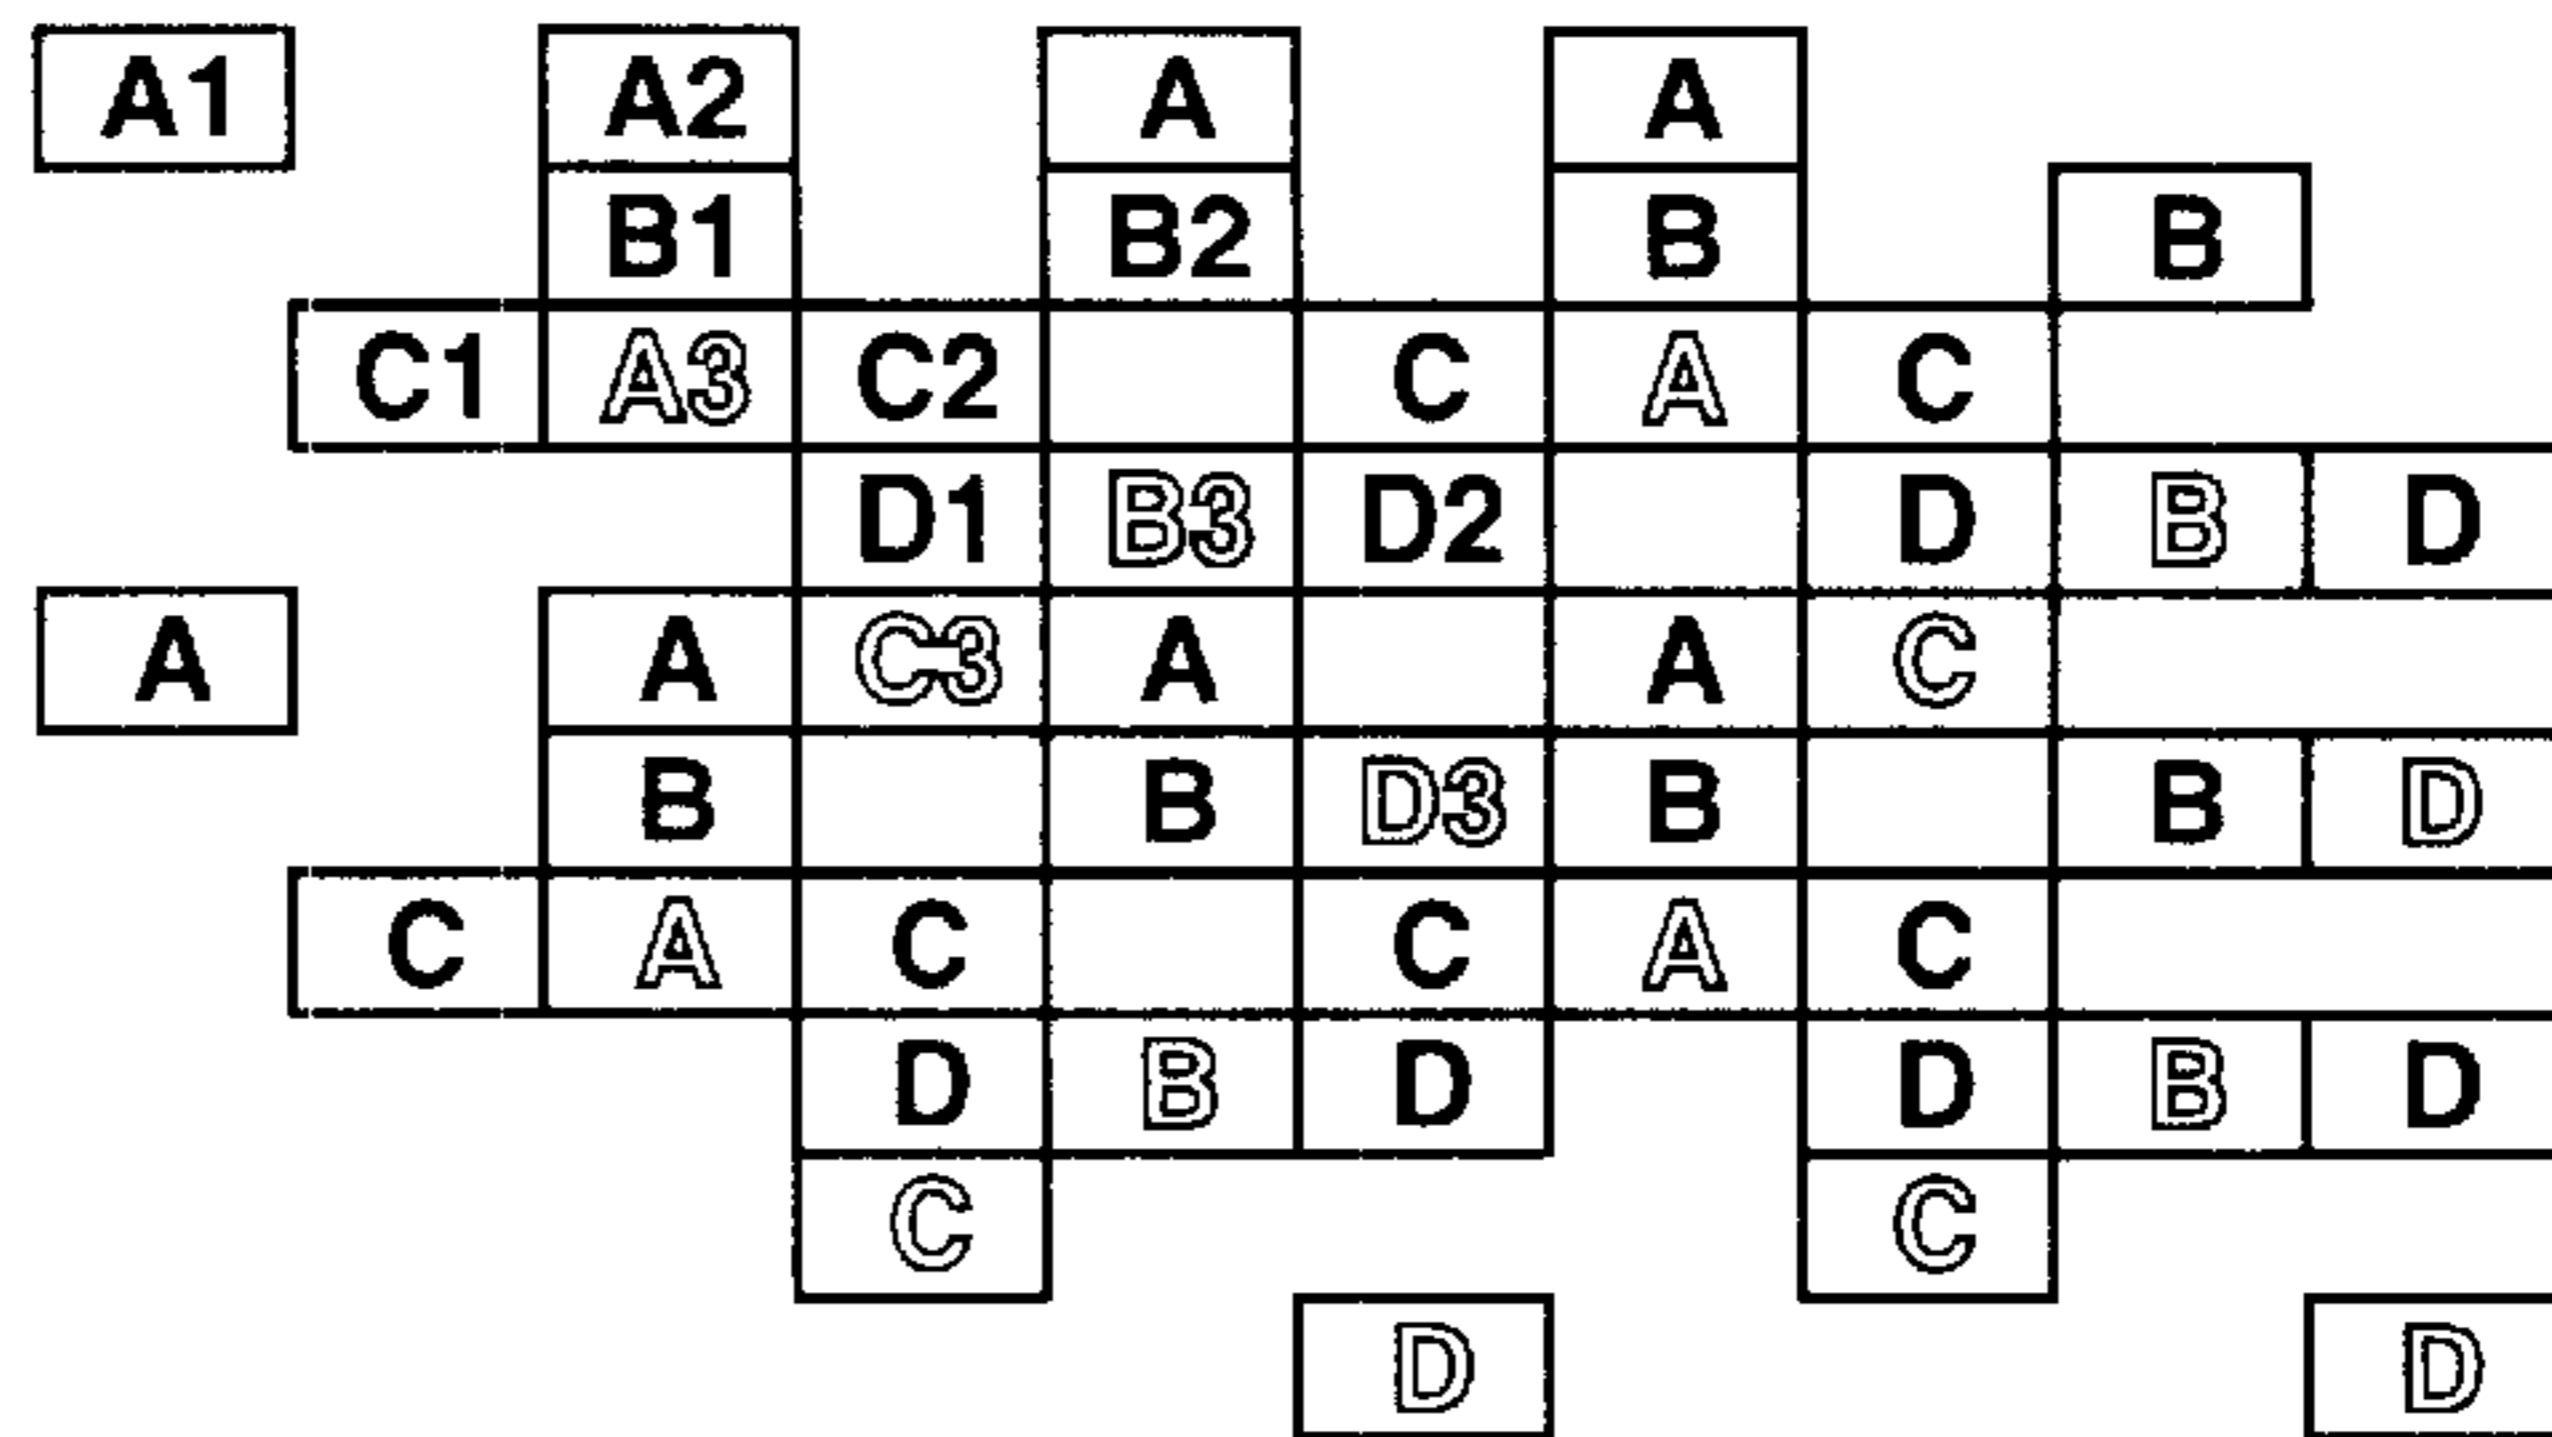 A1 A2 A A
B1 B2 B B
C1 A3 C2 C A C
D1 B3 D2 D B D
A A C3 A A C
B B D3 B B D
C A C C A C
D B D D B D
C C
D D